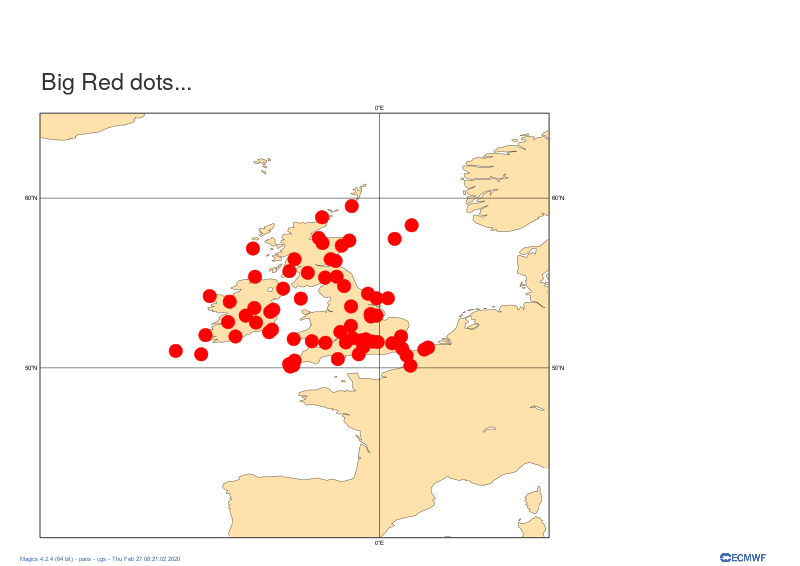 Big Red dots...
0°E
60°N
60°N
50°N
50°N
0°E
Magics 4.2.4 (64 bit) - paris - cgs - Thu Feb 27 08:21:02 2020
ECMWF